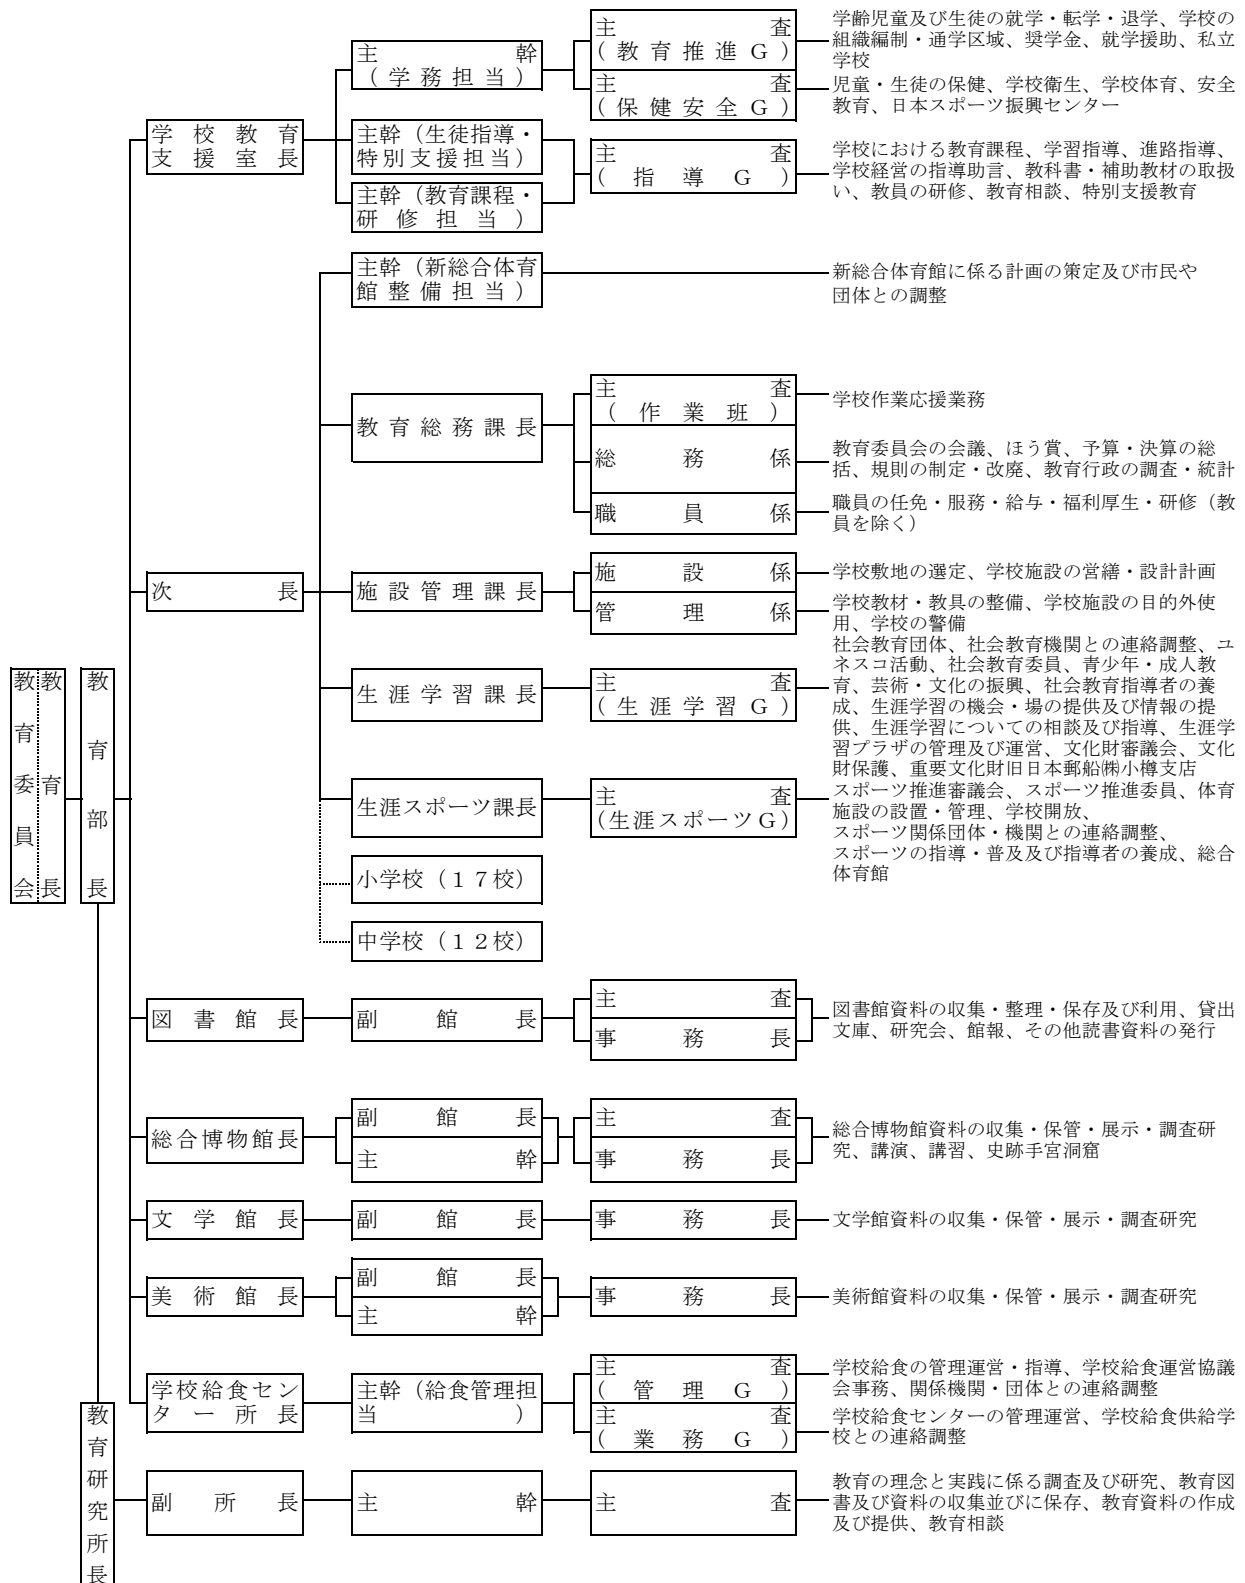 教育委員会
教育長
教育部長
学校教育
支援室長
主幹
（学務担当）
主査
（教育推進Ｇ）
学齢児童及び生徒の就学・転学・退学、学校の
組織編制・通学区域、奨学金、就学援助、私立
学校
主査
（保健安全Ｇ）
児童・生徒の保健、学校衛生、学校体育、安全
教育、日本スポーツ振興センター
主幹（生徒指導・
特別支援担当）
主幹（教育課程・
研修担当）
主査
（指導Ｇ）
学校における教育課程、学習指導、進路指導、
学校経営の指導助言、教科書・補助教材の取扱
い、教員の研修、教育相談、特別支援教育
次長
主幹（新総合体育
館整備担当）
新総合体育館に係る計画の策定及び市民や
団体との調整
教育総務課長
主査
（作業班）
学校作業応援業務
総務係
教育委員会の会議、ほう賞、予算・決算の総
括、規則の制定・改廃、教育行政の調査・統計
職員係
職員の任免・服務・給与・福利厚生・研修（教
員を除く）
施設管理課長
施設係
学校敷地の選定、学校施設の営繕・設計計画
管理係
学校教材・教具の整備、学校施設の目的外使
用、学校の警備
生涯学習課長
主査
（生涯学習Ｇ）
社会教育団体、社会教育機関との連絡調整、ユ
ネスコ活動、社会教育委員、青少年・成人教
育、芸術・文化の振興、社会教育指導者の養
成、生涯学習の機会・場の提供及び情報の提
供、生涯学習についての相談及び指導、生涯学
習プラザの管理及び運営、文化財審議会、文化
財保護、重要文化財旧日本郵船㈱小樽支店
生涯スポーツ課長
主査
（生涯スポーツＧ）
スポーツ推進審議会、スポーツ推進委員、体育
施設の設置・管理、学校開放、
スポーツ関係団体・機関との連絡調整、
スポーツの指導・普及及び指導者の養成、総合
体育館
小学校（１７校）
中学校（１２校）
図書館長
副館長
主査
事務長
図書館資料の収集・整理・保存及び利用、貸出
文庫、研究会、館報、その他読書資料の発行
総合博物館長
副館長
主幹
主査
事務長
総合博物館資料の収集・保管・展示・調査研
究、講演、講習、史跡手宮洞窟
文学館長
副館長
事務長
文学館資料の収集・保管・展示・調査研究
美術館長
副館長
主幹
事務長
美術館資料の収集・保管・展示・調査研究
学校給食セン
ター所長
主幹（給食管理担
当）
主査
（管理Ｇ）
学校給食の管理運営・指導、学校給食運営協議
会事務、関係機関・団体との連絡調整
主査
（業務Ｇ）
学校給食センターの管理運営、学校給食供給学
校との連絡調整
教育研究所長
副所長
主幹
主査
教育の理念と実践に係る調査及び研究、教育図
書及び資料の収集並びに保存、教育資料の作成
及び提供、教育相談